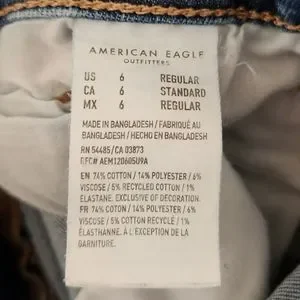 AMERICAN EAGLE
OUTFITTERS
US 6 REGULAR
CA 6 STANDARD
MX 6 REGULAR
MADE IN BANGLADESH / FABRIQUÉ AU
BANGLADESH / HECHO EN BANGLADESH
RN 54485/CA 03873
RFC# AEM120605U9A
EN 74% COTTON / 14% POLYESTER / 6%
VISCOSE / 5% RECYCLED COTTON / 1%
ELASTANE. EXCLUSIVE OF DECORATION.
FR 74% COTON / 14% POLYESTER / 6%
VISCOSE / 5% COTON RECYCLÉ / 1%
ÉLASTHANNE. À L'EXCEPTION DE LA
GARNITURE.